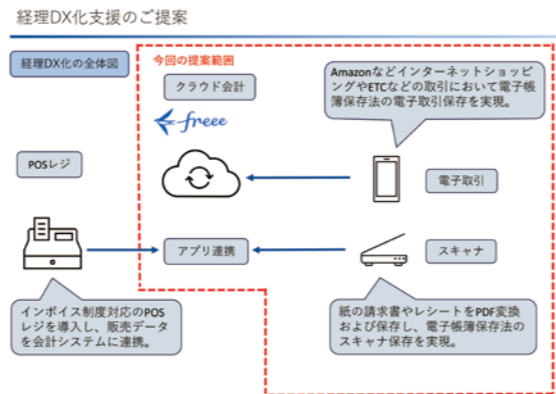 経理DX化支援のご提案
経理DX化の全体図
今回の提案範囲
クラウド会計
freee
Amazonなどインターネットショッピ
ングやETCなどの取引において電子帳
簿保存法の電子取引保存を実現。
POSレジ
電子取引
アプリ連携
スキャナ
インボイス制度対応のPOS
レジを導入し、販売データ
を会計システムに連携。
紙の請求書やレシートをPDF変換
および保存し、電子帳簿保存法の
スキャナ保存を実現。